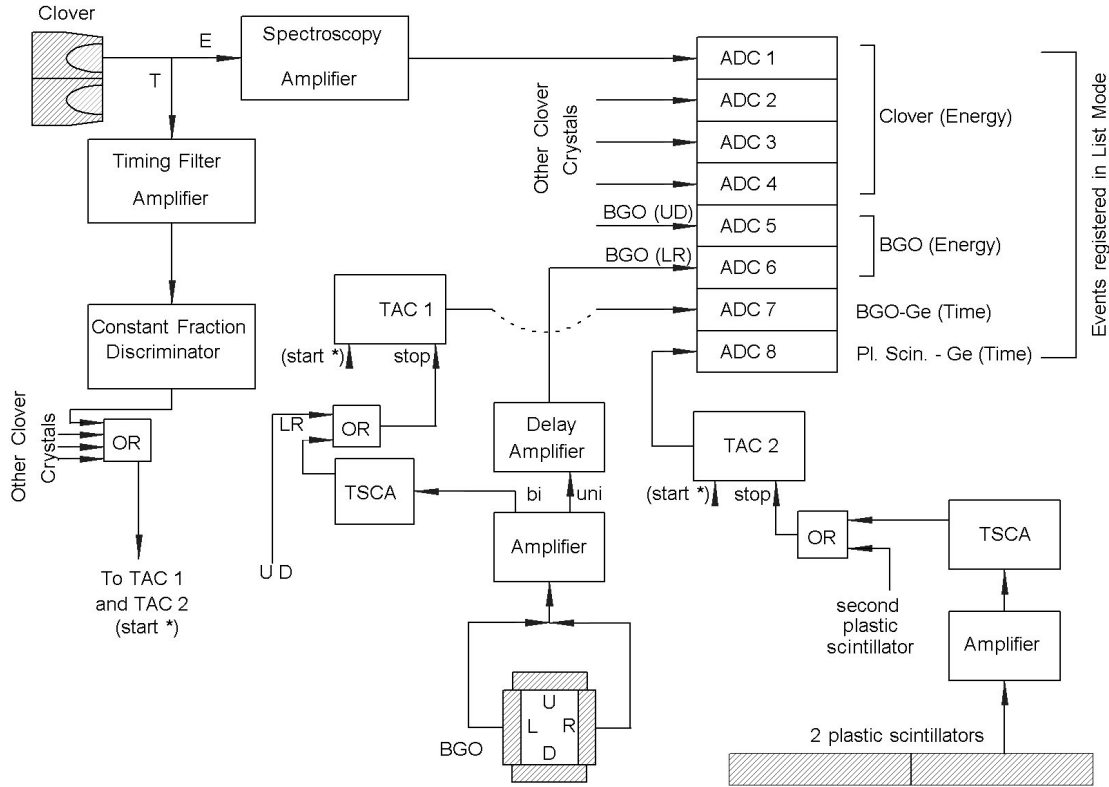 Clover
E
T
Spectroscopy
Amplifier
Timing Filter
Amplifier
Constant Fraction
Discriminator
Other Clover
Crystals
OR
To TAC 1
and TAC 2
(start *)
TAC 1
(start *)
stop
LR
OR
TSCA
U D
Delay
Amplifier
bi
uni
Amplifier
BGO
U
L
R
D
Other Clover
Crystals
BGO (UD)
BGO (LR)
ADC 1
ADC 2
ADC 3
ADC 4
ADC 5
ADC 6
ADC 7
ADC 8
Clover (Energy)
BGO (Energy)
BGO-Ge (Time)
Pl. Scin. - Ge (Time)
Events registered in List Mode
TAC 2
(start *)
stop
OR
TSCA
second
plastic
scintillator
Amplifier
2 plastic scintillators